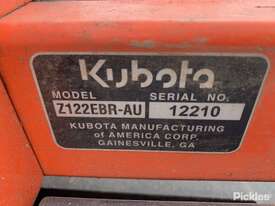 Kubota
MODEL SERIAL NO.
Z122EBR-AU 12210
KUBOTA MANUFACTURING
of AMERICA CORP.
GAINESVILLE, GA
Pickles